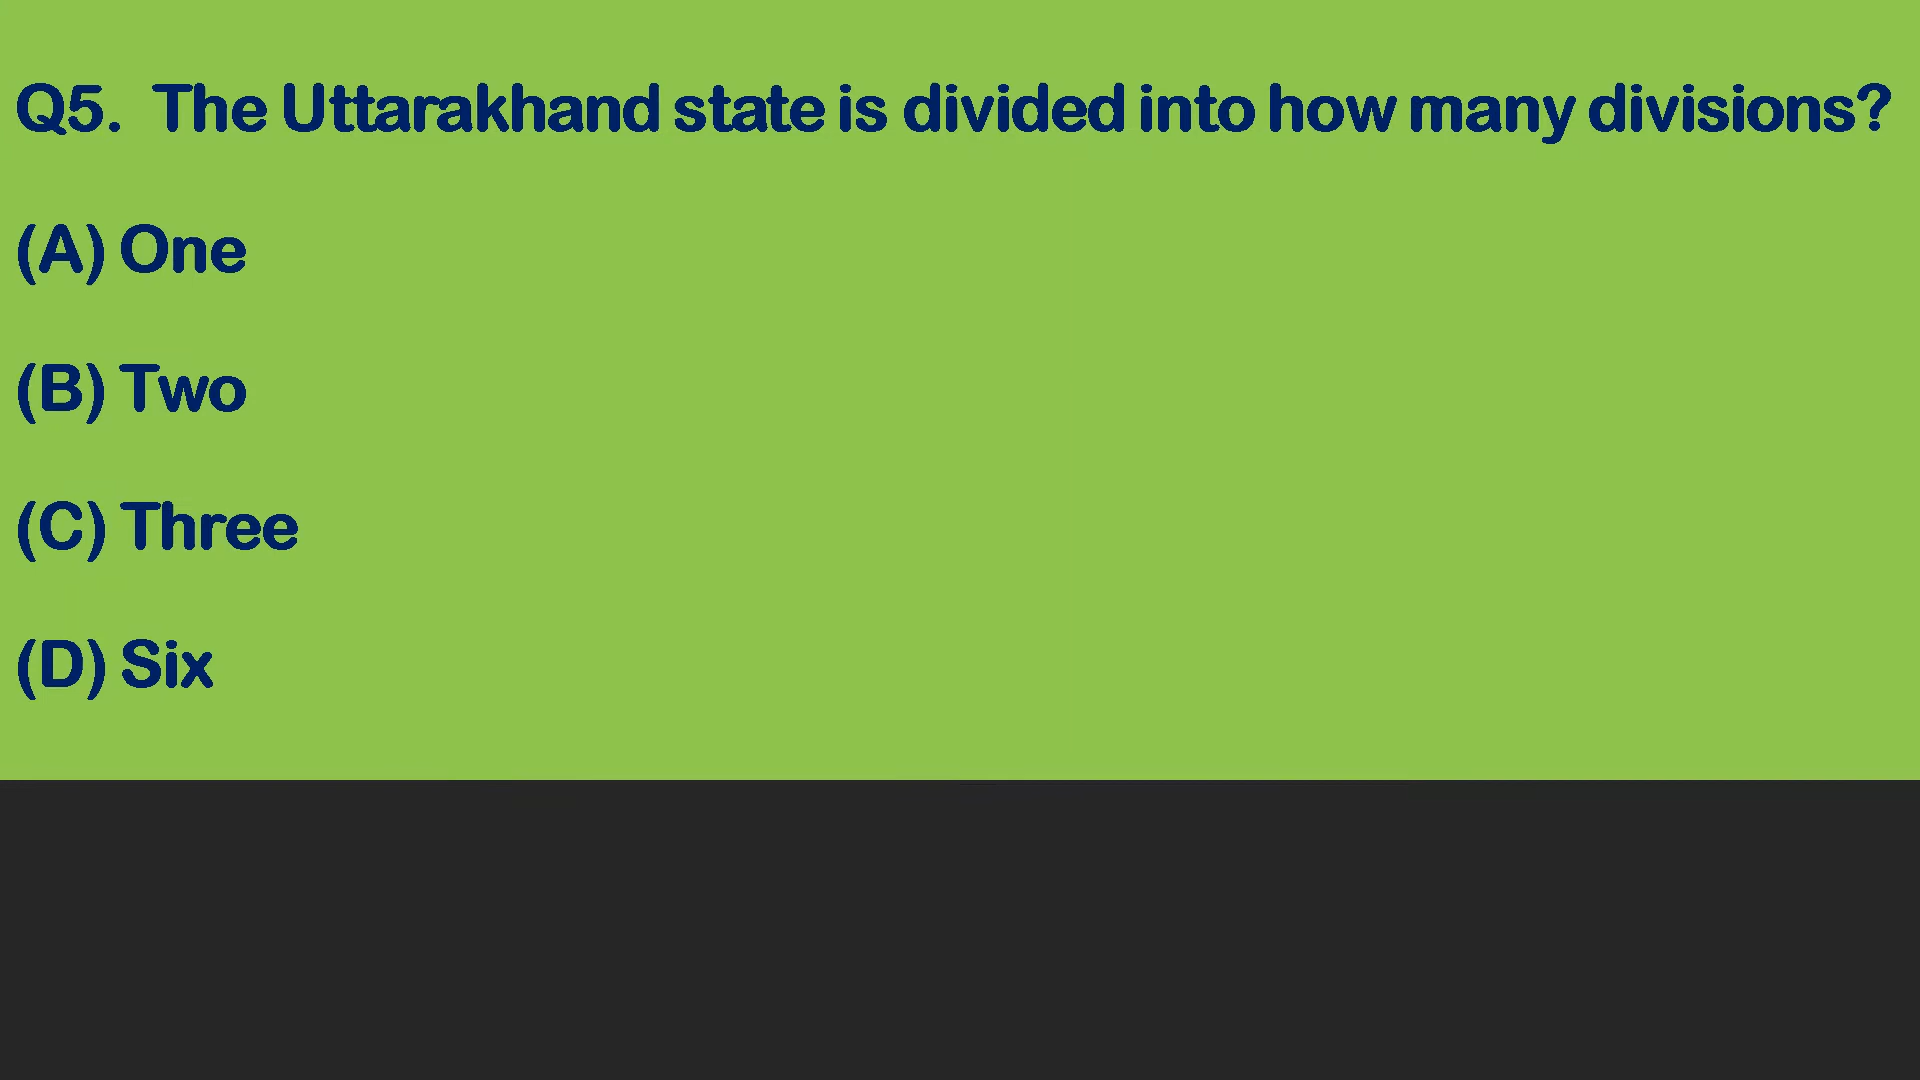 Q5. The Uttarakhand state is divided into how many divisions?
(A) One
(B) Two
(C) Three
(D) Six